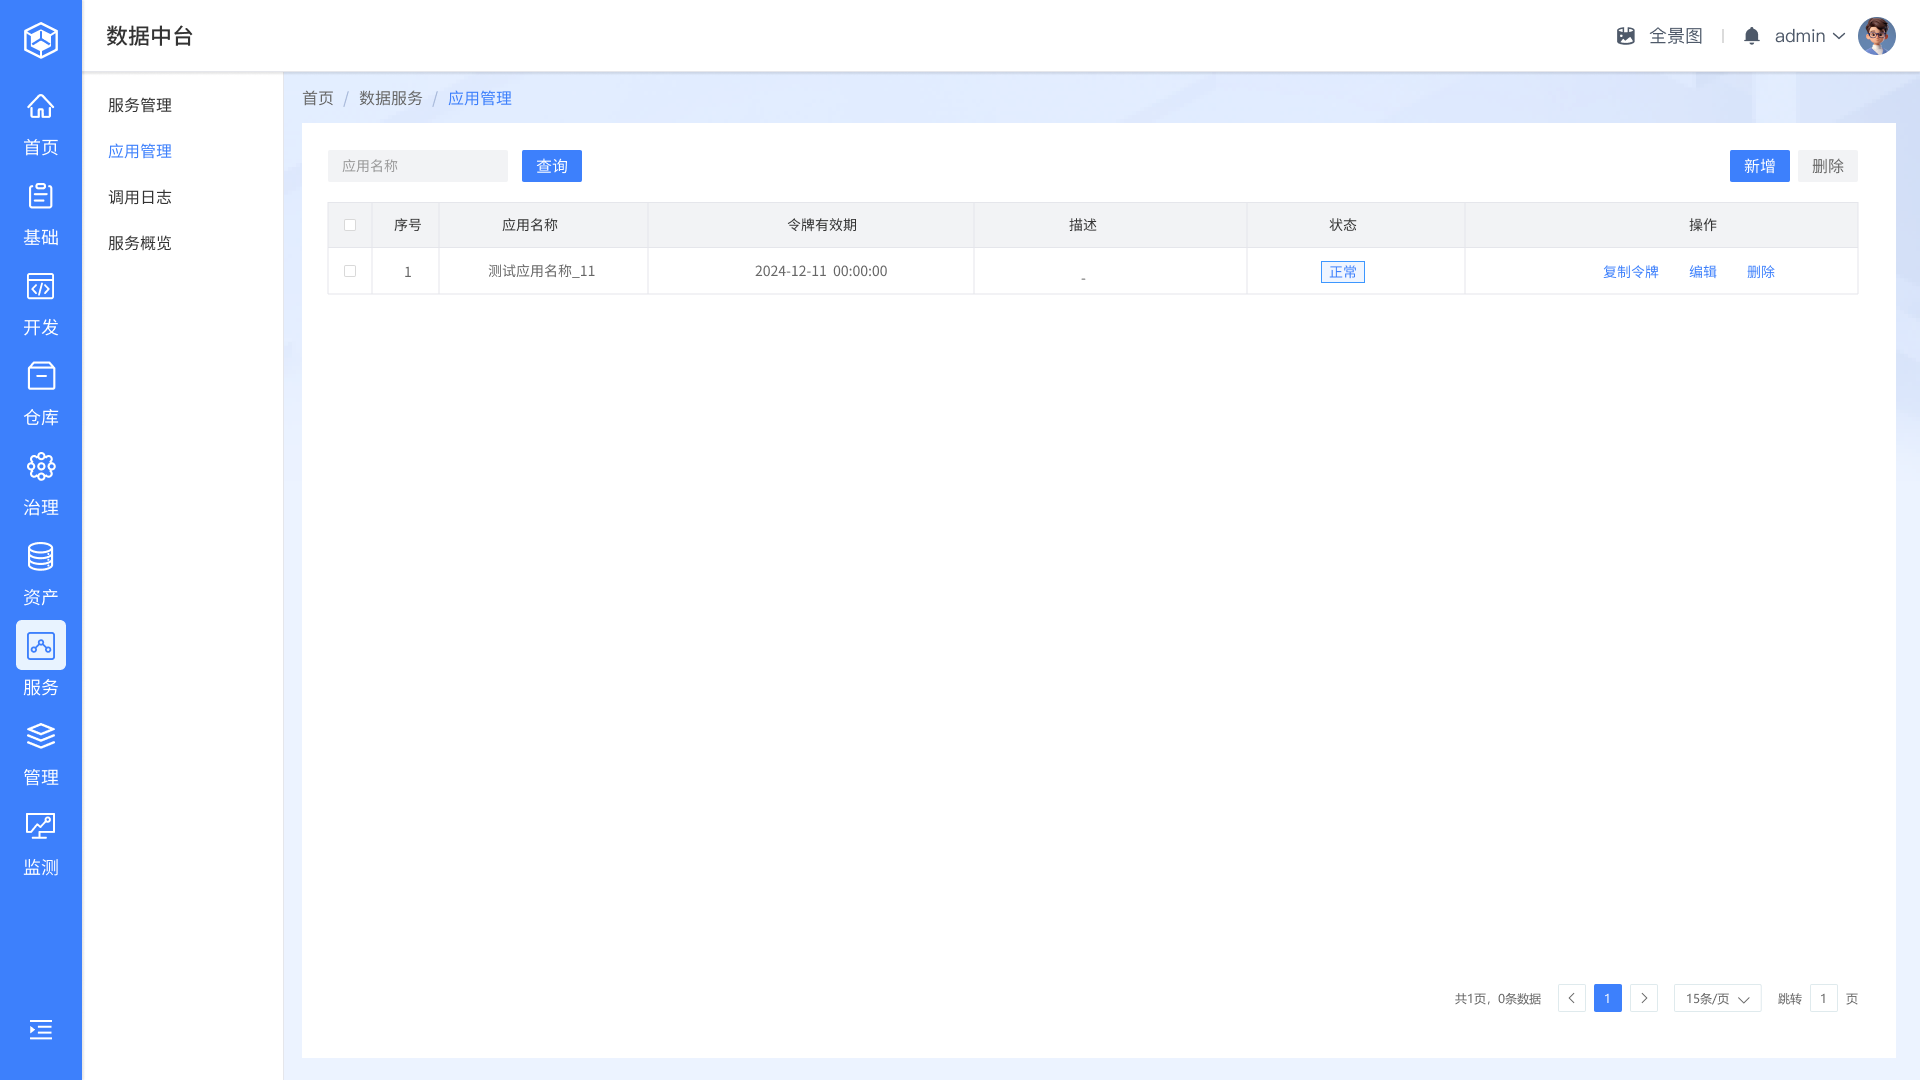 数据中台
全景图
admin
首页
基础
开发
仓库
治理
资产
服务
管理
监测
服务管理
应用管理
调用日志
服务概览
首页 / 数据服务 / 应用管理
应用名称 查询 新增 删除
序号 应用名称 令牌有效期 描述 状态 操作
1 测试应用名称_11 2024-12-11 00:00:00 - 正常 复制令牌 编辑 删除
共1页，0条数据 1 15条/页 跳转 1 页